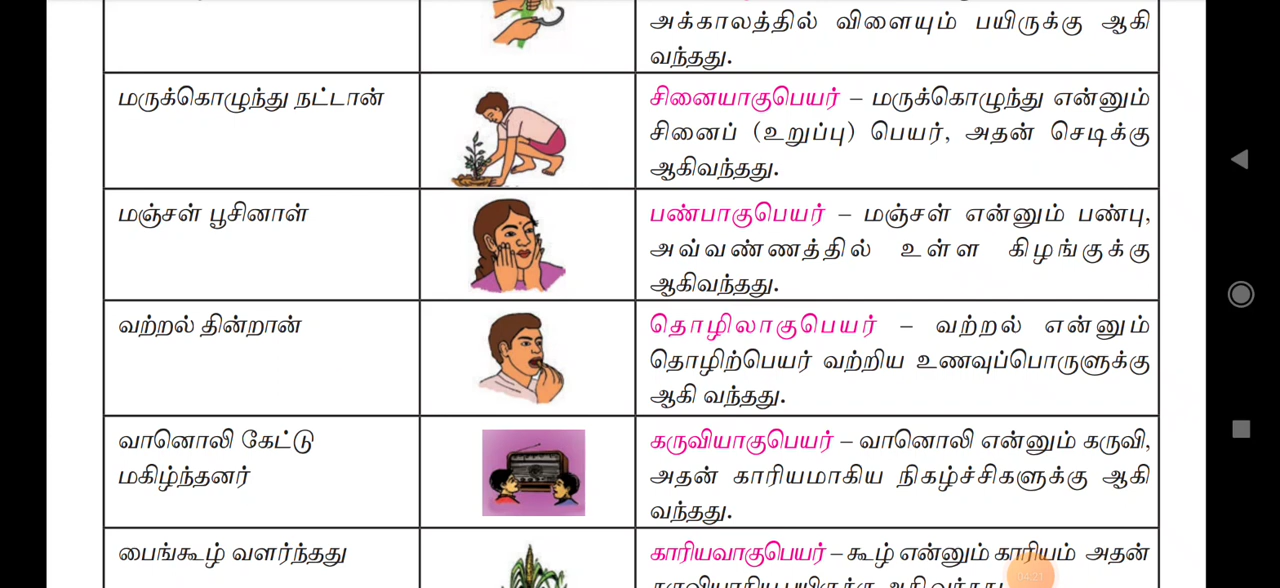 அக்காலத்தில் விளையும் பயிருக்கு ஆகி
வந்தது.
மருக்கொழுந்து நட்டான்
சினையாகுபெயர் – மருக்கொழுந்து என்னும்
சினைப் (உறுப்பு) பெயர், அதன் செடிக்கு
ஆகிவந்தது.
மஞ்சள் பூசினாள்
பண்பாகுபெயர் – மஞ்சள் என்னும் பண்பு,
அவ்வண்ணத்தில் உள்ள கிழங்குக்கு
ஆகிவந்தது.
வற்றல் தின்றான்
தொழிலாகுபெயர் – வற்றல் என்னும்
தொழிற்பெயர் வற்றிய உணவுப்பொருளுக்கு
ஆகி வந்தது.
வானொலி கேட்டு
மகிழ்ந்தனர்
கருவியாகுபெயர் – வானொலி என்னும் கருவி,
அதன் காரியமாகிய நிகழ்ச்சிகளுக்கு ஆகி
வந்தது.
பைங்கூழ் வளர்ந்தது
காரியவாகுபெயர் – கூழ் என்னும் காரியம் அதன்
04:21